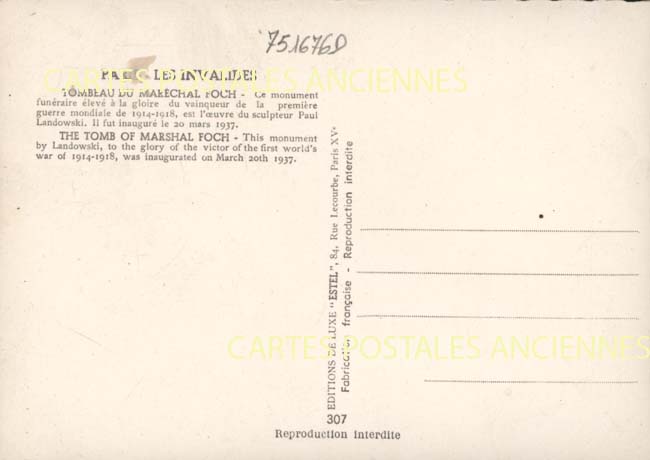 751676D
PARIS - LES INVALIDES
CARTES POSTALES ANCIENNES
TOMBEAU DU MARÉCHAL FOCH - Ce monument
funéraire élevé à la gloire du vainqueur de la première
guerre mondiale de 1914-1918, est l'œuvre du sculpteur Paul
Landowski. Il fut inauguré le 20 mars 1937.
THE TOMB OF MARSHAL FOCH - This monument
by Landowski, to the glory of the victor of the first world's
war of 1914-1918, was inaugurated on March 20th 1937.
EDITIONS DE LUXE "ESTEL", 84, Rue Lecourbe, Paris XVe
Fabrication française - Reproduction interdite
CARTES POSTALES ANCIENNES
307
Reproduction interdite